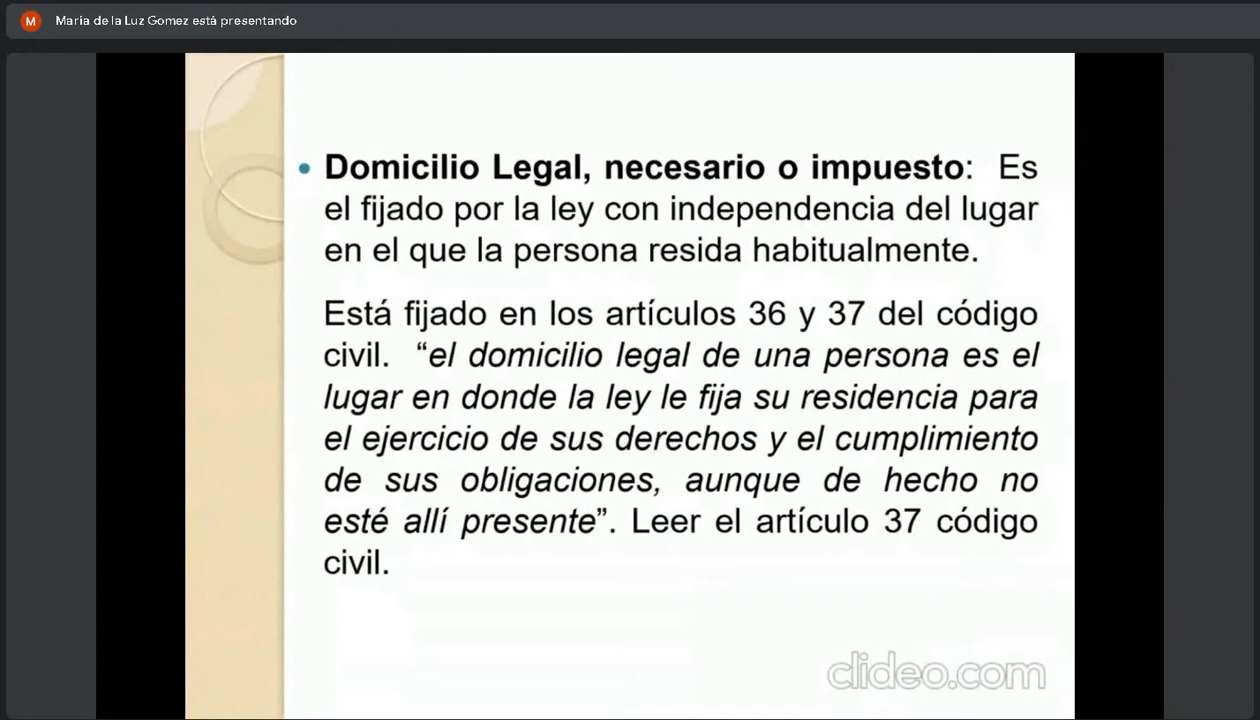 M María de la Luz Gomez está presentando
• Domicilio Legal, necesario o impuesto: Es
el fijado por la ley con independencia del lugar
en el que la persona resida habitualmente.
Está fijado en los artículos 36 y 37 del código
civil. “el domicilio legal de una persona es el
lugar en donde la ley le fija su residencia para
el ejercicio de sus derechos y el cumplimiento
de sus obligaciones, aunque de hecho no
esté allí presente”. Leer el artículo 37 código
civil.
clideo.com